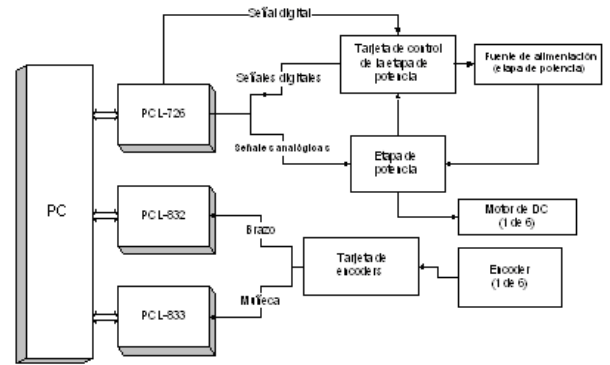 Señal digital
Tarjeta de control
de la etapa de
potencia
Fuente de alimentación
(etapa de potencia)
Señales digitales
PCL-726
Señales analógicas
Etapa de
potencia
PC
PCL-832
Motor de DC
(1 de 6)
Brazo
Tarjeta de
encoders
Encoder
(1 de 6)
Muñeca
PCL-833